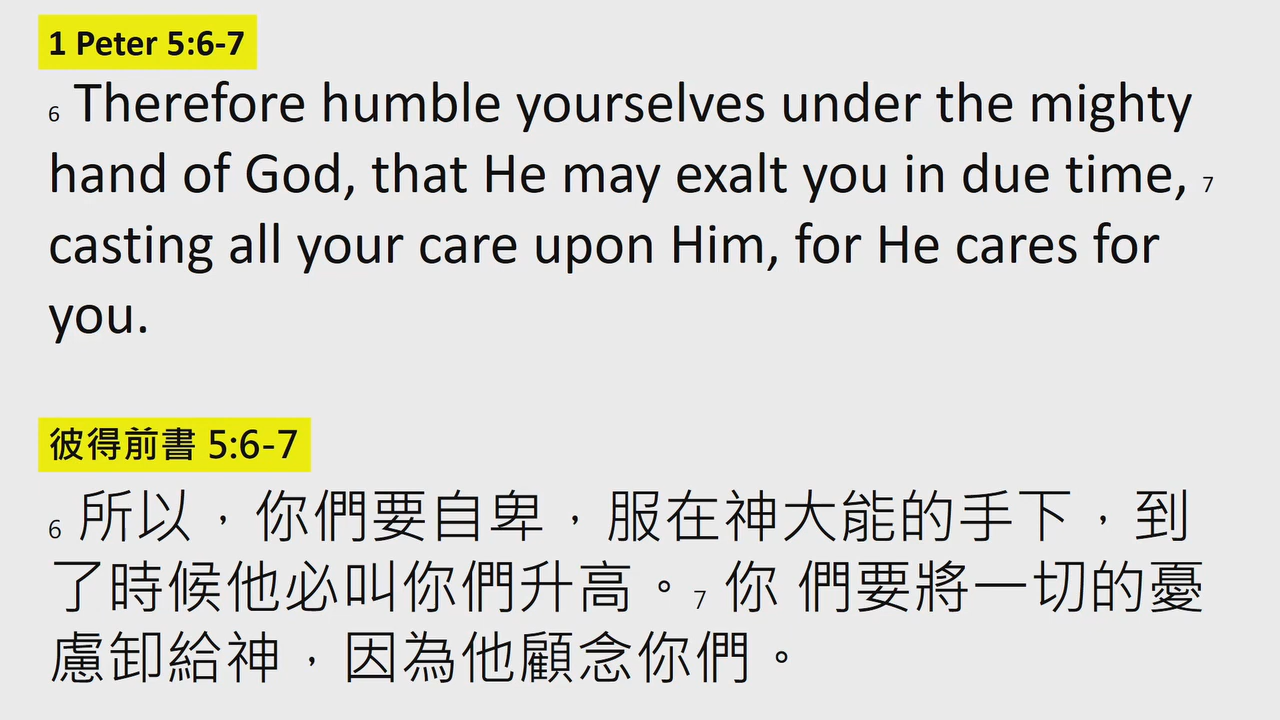 1 Peter 5:6-7
6 Therefore humble yourselves under the mighty
hand of God, that He may exalt you in due time, 7
casting all your care upon Him, for He cares for
you.
彼得前書 5:6-7
6 所以，你們要自卑，服在神大能的手下，到
了時候他必叫你們升高。7 你 們要將一切的憂
慮卸給神，因為他顧念你們。